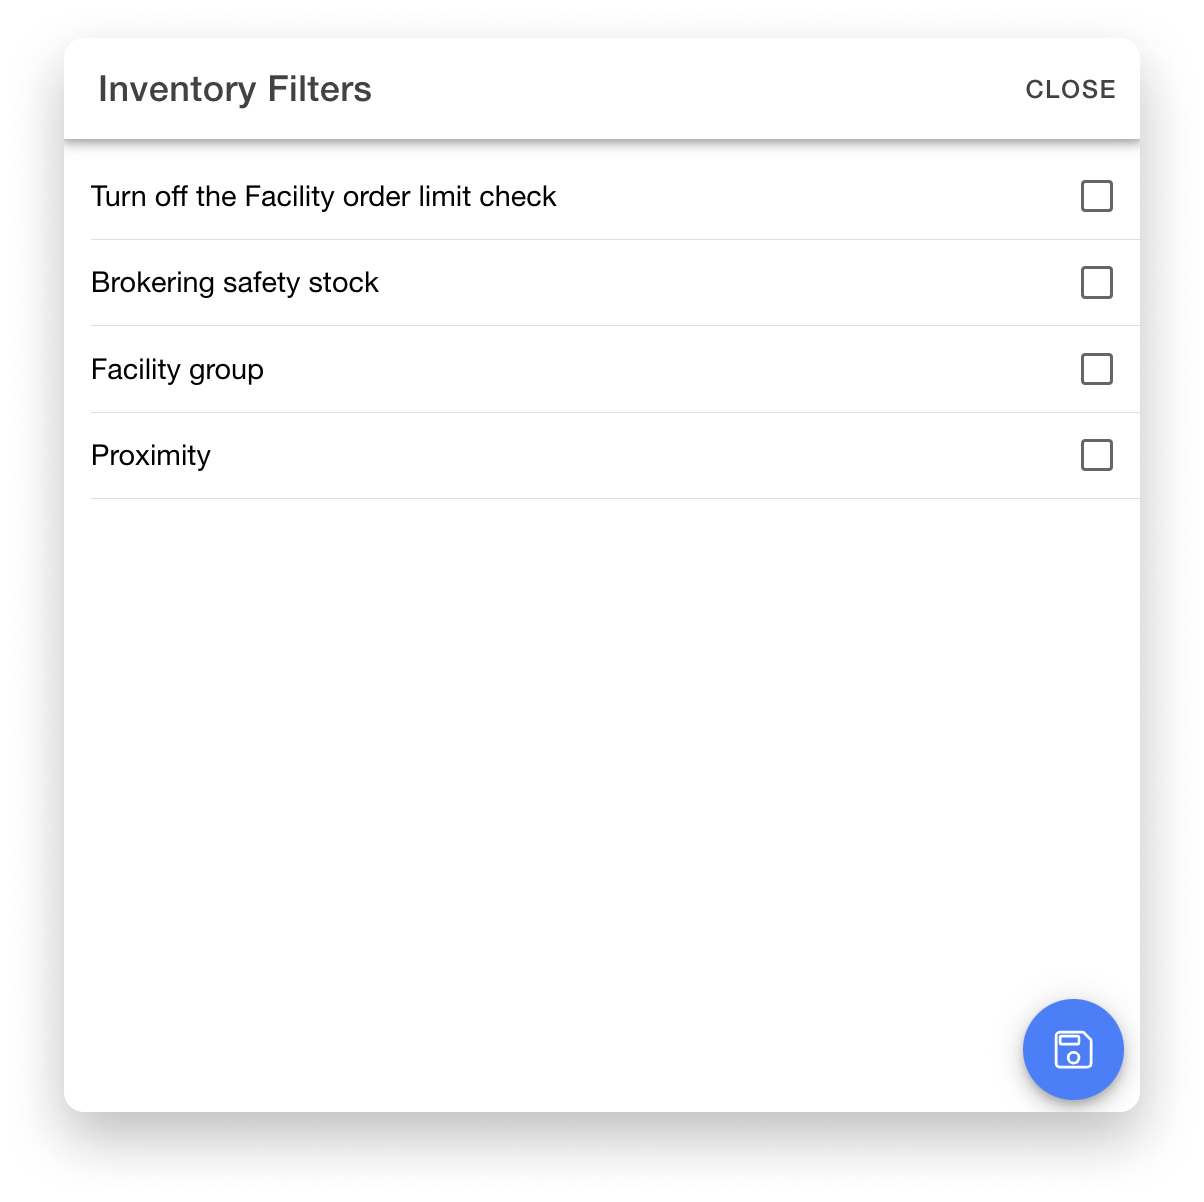 Inventory Filters
CLOSE
Turn off the Facility order limit check
Brokering safety stock
Facility group
Proximity